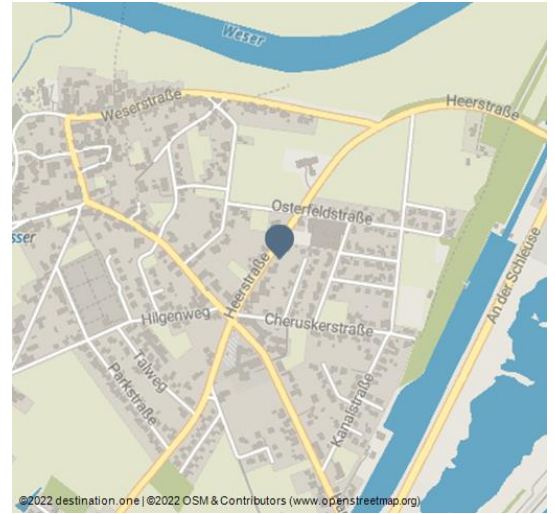 Weser
Weserstraße
Heerstraße
Osterfeldstraße
sser
Heerstraße
An der Schleuse
Hilgenweg
Cheruskerstraße
Talweg
Parkstraße
Kanalstraße
©2022 destination.one | ©2022 OSM & Contributors (www.openstreetmap.org)